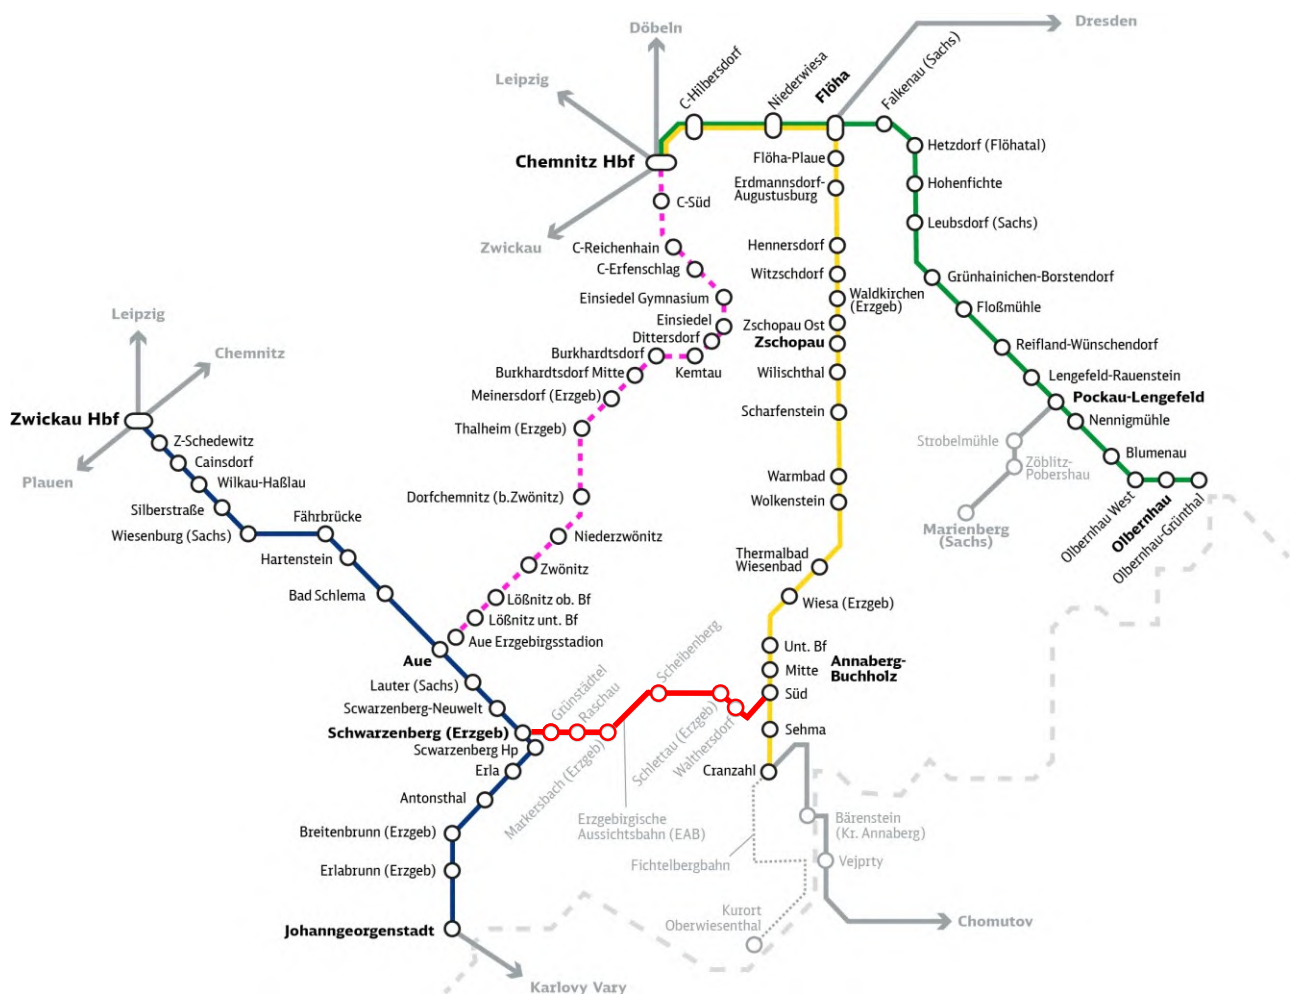 Dresden
Döbeln
Leipzig
C-Hilbersdorf
Niederwiesa
Flöha
Falkenau (Sachs)
Chemnitz Hbf
Zwickau
Flöha-Plaue
Erdmannsdorf-
Augustusburg
Hennersdorf
Witzschdorf
Waldkirchen
(Erzgeb)
Zschopau Ost
Zschopau
Wilischthal
Scharfenstein
Warmbad
Wolkenstein
Thermalbad
Wiesenbad
Wiesa (Erzgeb)
Unt. Bf
Mitte
Süd
Annaberg-
Buchholz
Sehma
Cranzahl
Hetzdorf (Flöhatal)
Hohenfichte
Leubsdorf (Sachs)
Grünhainichen-Borstendorf
Floßmühle
Reifland-Wünschendorf
Lengefeld-Rauenstein
Pockau-Lengefeld
Nennigmühle
Blumenau
Olbernhau West
Olbernhau
Olbernhau-Grünthal
Strobelmühle
Zöblitz-
Pobershau
Marienberg
(Sachs)
C-Süd
C-Reichenhain
C-Erfenschlag
Einsiedel Gymnasium
Einsiedel
Dittersdorf
Kemtau
Burkhardtsdorf
Burkhardtsdorf Mitte
Meinersdorf (Erzgeb)
Thalheim (Erzgeb)
Dorfchemnitz (b.Zwönitz)
Niederzwönitz
Zwönitz
Lößnitz ob. Bf
Lößnitz unt. Bf
Aue Erzgebirgsstadion
Leipzig
Chemnitz
Zwickau Hbf
Plauen
Z-Schedewitz
Cainsdorf
Wilkau-Haßlau
Silberstraße
Wiesenburg (Sachs)
Fährbrücke
Hartenstein
Bad Schlema
Aue
Lauter (Sachs)
Scwarzenberg-Neuwelt
Schwarzenberg (Erzgeb)
Scwarzenberg Hp
Erla
Antonsthal
Breitenbrunn (Erzgeb)
Erlabrunn (Erzgeb)
Johanngeorgenstadt
Karlovy Vary
Grünstädtel
Raschau
Markersbach (Erzgeb)
Scheibenberg
Schlettau (Erzgeb)
Walthersdorf
Erzgebirgische
Aussichtsbahn (EAB)
Fichtelbergbahn
Kurort
Oberwiesenthal
Bärenstein
(Kr. Annaberg)
Vejprty
Chomutov